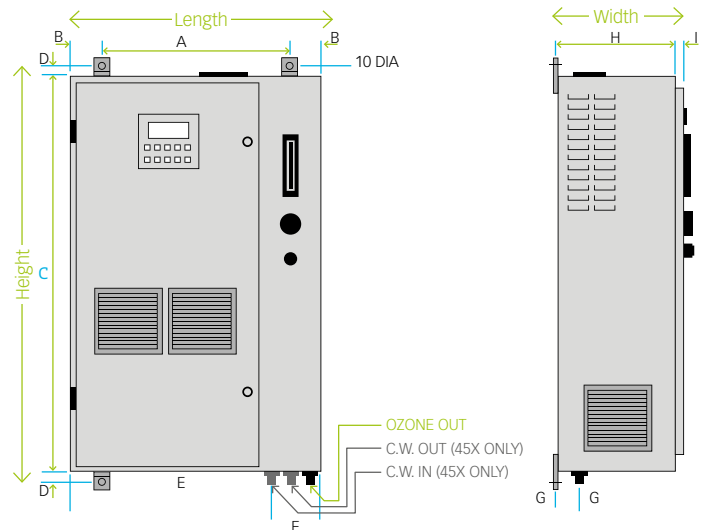 Length
Width
B
A
B
H
I
D
10 DIA
Height
C
OZONE OUT
C.W. OUT (45X ONLY)
C.W. IN (45X ONLY)
D
E
G
G
F